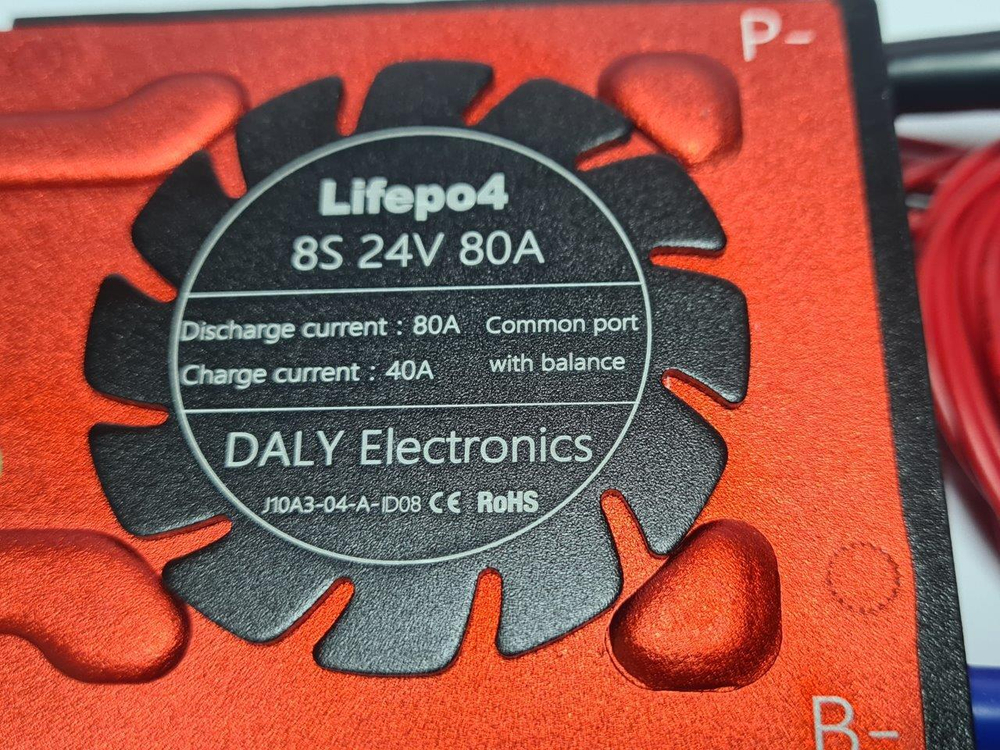 P-
Lifepo4
8S 24V 80A
Discharge current : 80A
Charge current : 40A
Common port
with balance
DALY Electronics
J10A3-04-A-ID08 CE RoHS
B-